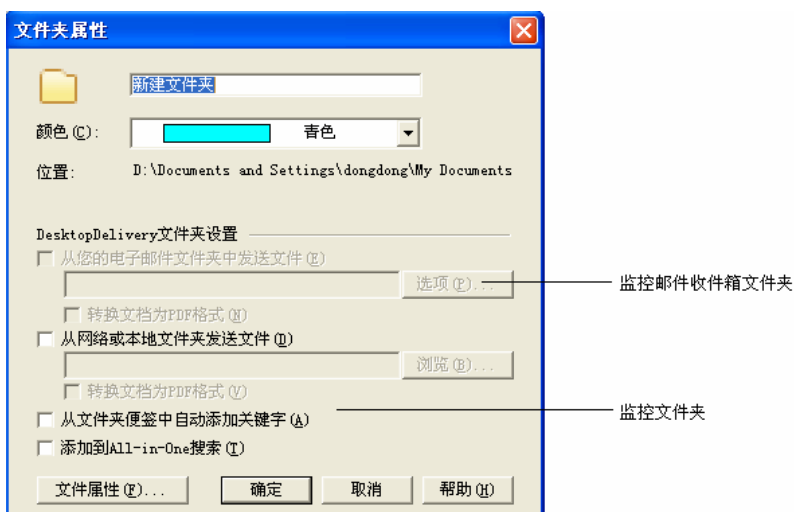 文件夹属性
新建文件夹
颜色(C): 青色
位置: D:\Documents and Settings\dongdong\My Documents
DesktopDelivery文件夹设置
从您的电子邮件文件夹中发送文件(E)
选项(P)... 监控邮件收件箱文件夹
转换文档为PDF格式(N)
从网络或本地文件夹发送文件(D)
浏览(B)...
转换文档为PDF格式(V)
从文件夹便签中自动添加关键字(A) 监控文件夹
添加到All-in-One搜索(T)
文件属性(F)... 确定 取消 帮助(H)